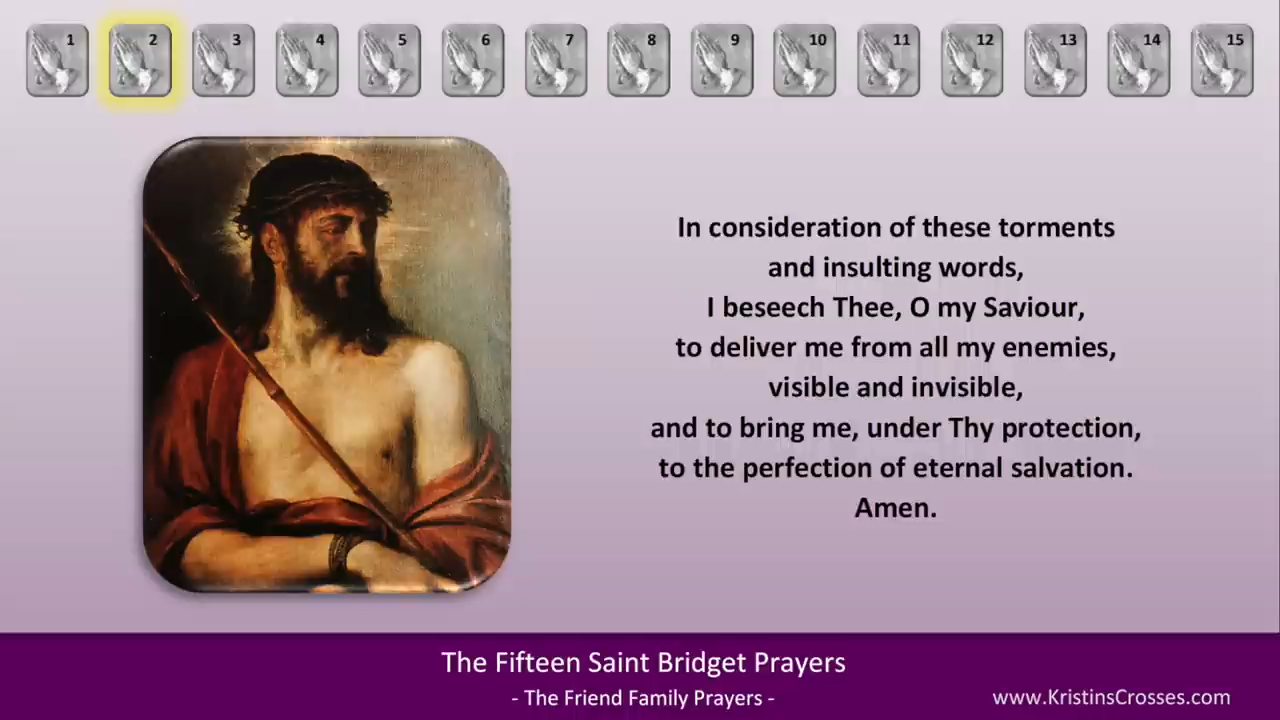 1 2 3 4 5 6 7 8 9 10 11 12 13 14 15
In consideration of these torments
and insulting words,
I beseech Thee, O my Saviour,
to deliver me from all my enemies,
visible and invisible,
and to bring me, under Thy protection,
to the perfection of eternal salvation.
Amen.
The Fifteen Saint Bridget Prayers
- The Friend Family Prayers -
www.KristinsCrosses.com